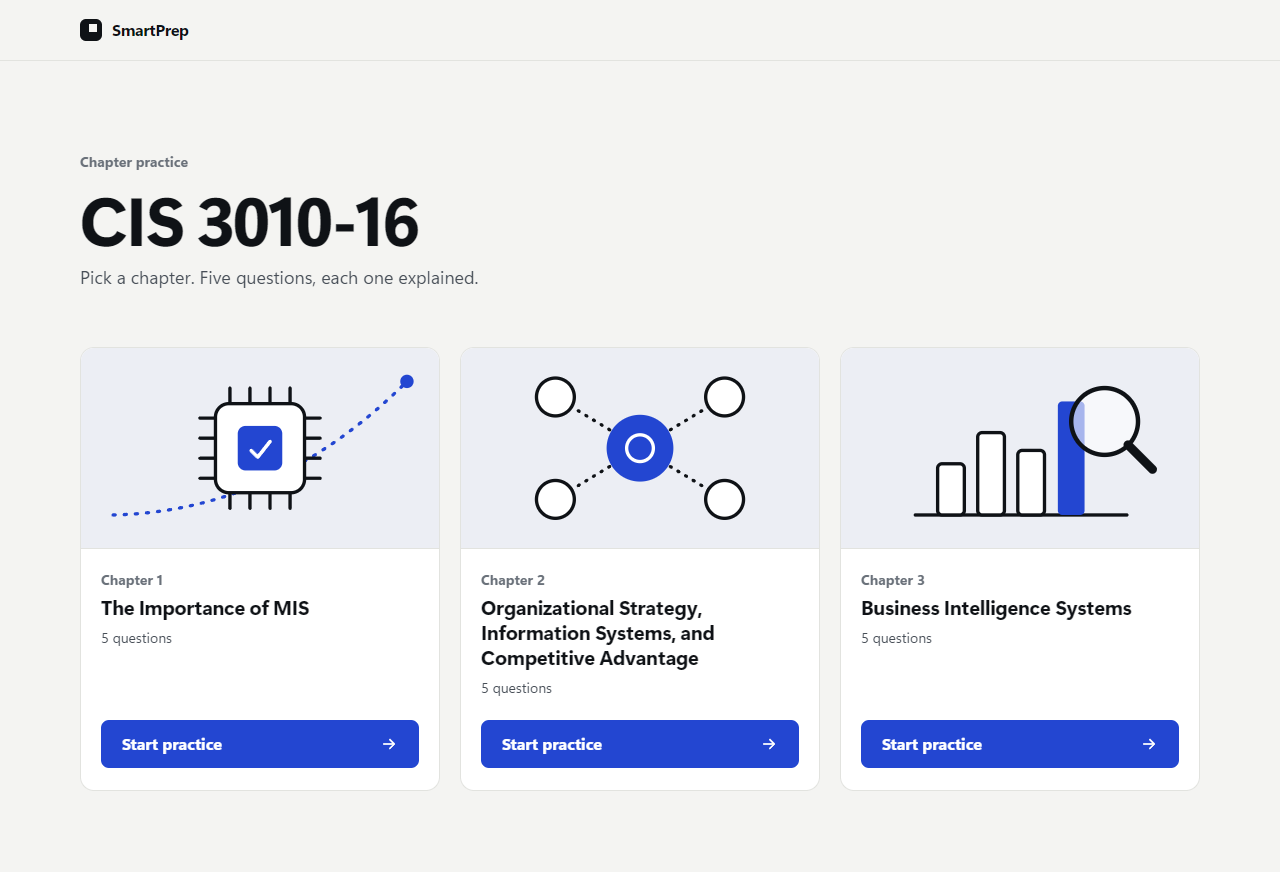 SmartPrep
Chapter practice
CIS 3010-16
Pick a chapter. Five questions, each one explained.
Chapter 1
The Importance of MIS
5 questions
Start practice →
Chapter 2
Organizational Strategy,
Information Systems, and
Competitive Advantage
5 questions
Start practice →
Chapter 3
Business Intelligence Systems
5 questions
Start practice →